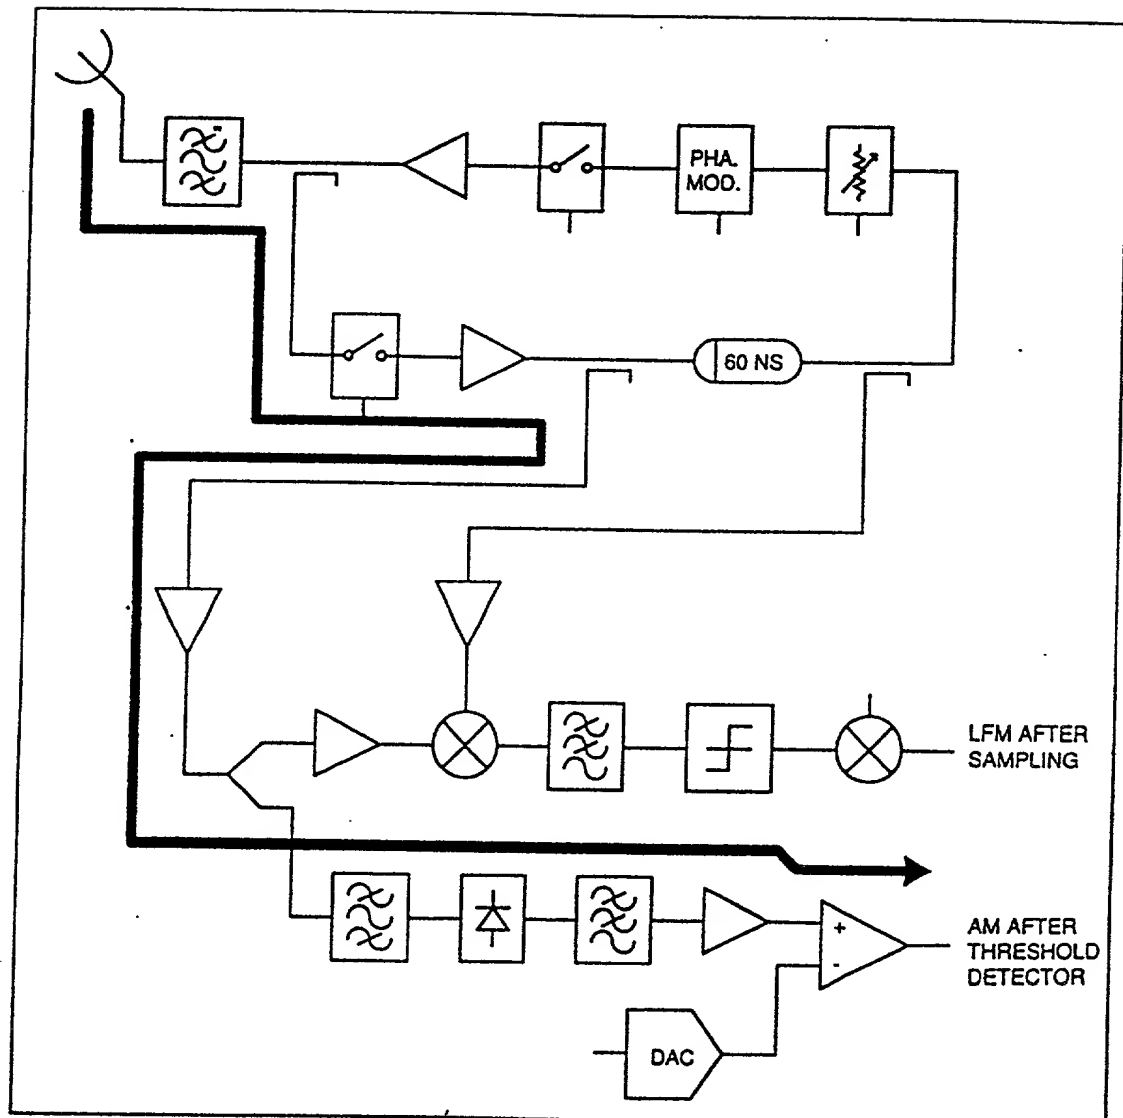 PHA.
MOD.
60 NS
LFM AFTER
SAMPLING
+
-
AM AFTER
THRESHOLD
DETECTOR
DAC